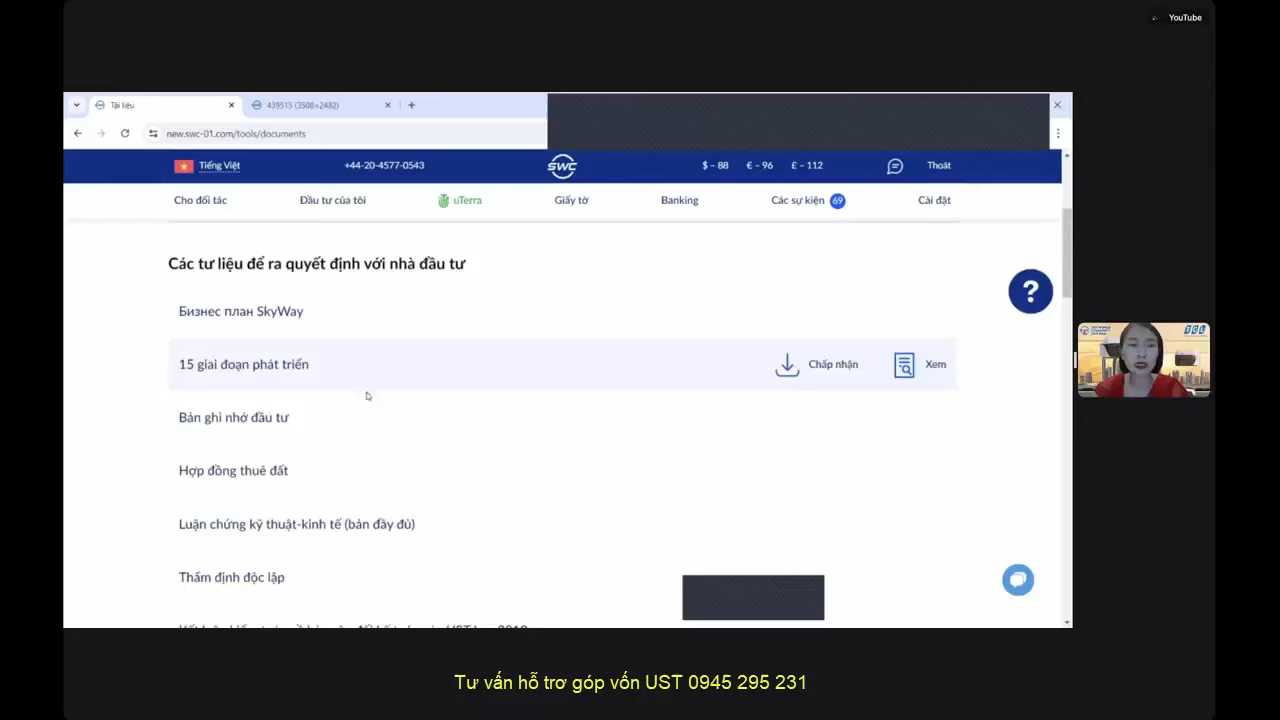 YouTube
Tài liệu
439515 (3508×2482)
new.swc-01.com/tools/documents
Tiếng Việt
+44-20-4577-0543
SWC
$ – 88 € – 96 £ – 112
Thoát
Cho đối tác
Đầu tư của tôi
uTerra
Giấy tờ
Banking
Các sự kiện 69
Cài đặt
Các tư liệu để ra quyết định với nhà đầu tư
Бизнес план SkyWay
?
15 giai đoạn phát triển
Chấp nhận
Xem
Bản ghi nhớ đầu tư
Hợp đồng thuê đất
Luận chứng kỹ thuật-kinh tế (bản đầy đủ)
Thẩm định độc lập
Tư vấn hỗ trơ góp vốn UST 0945 295 231